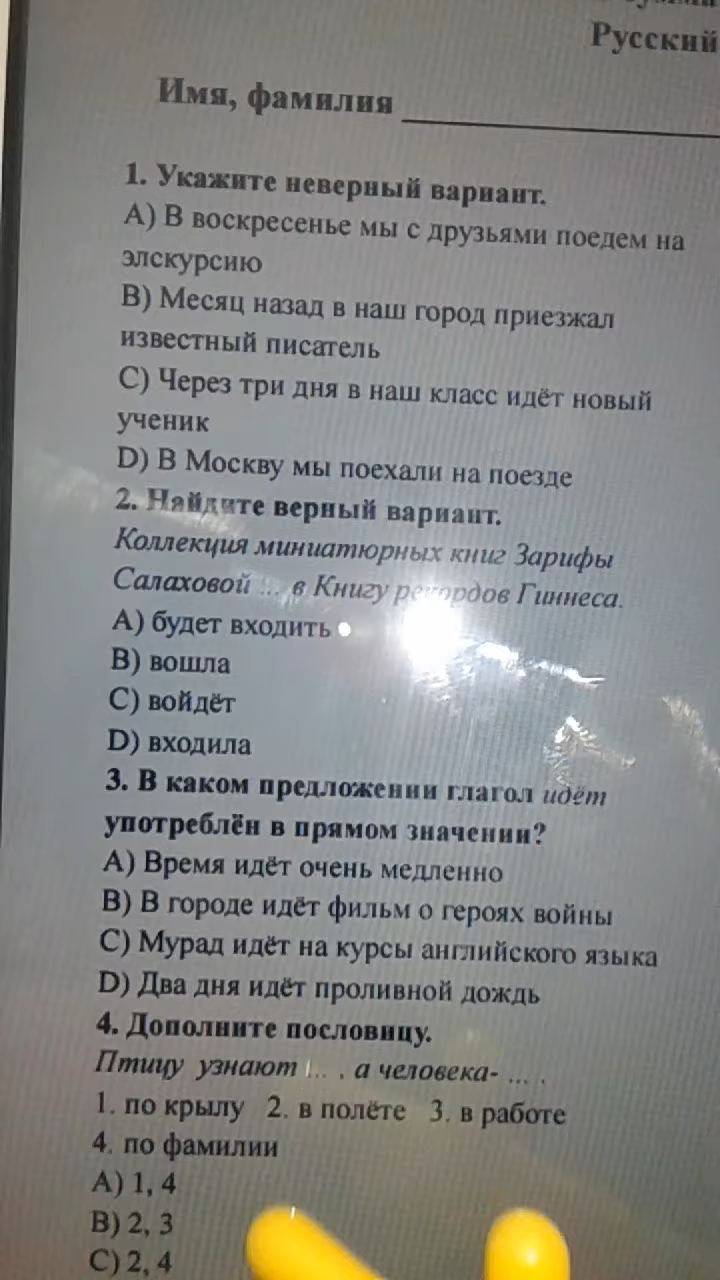 Русский
Имя, фамилия
1. Укажите неверный вариант.
A) В воскресенье мы с друзьями поедем на
элскурсию
B) Месяц назад в наш город приезжал
известный писатель
C) Через три дня в наш класс идёт новый
ученик
D) В Москву мы поехали на поезде
2. Найдите верный вариант.
Коллекция миниатюрных книг Зарифы
Салаховой ... в Книгу рекордов Гиннеса.
A) будет входить
B) вошла
C) войдёт
D) входила
3. В каком предложении глагол идёт
употреблён в прямом значении?
A) Время идёт очень медленно
B) В городе идёт фильм о героях войны
C) Мурад идёт на курсы английского языка
D) Два дня идёт проливной дождь
4. Дополните пословицу.
Птицу узнают ... , а человека- ... .
1. по крылу 2. в полёте 3. в работе
4. по фамилии
A) 1, 4
B) 2, 3
C) 2, 4